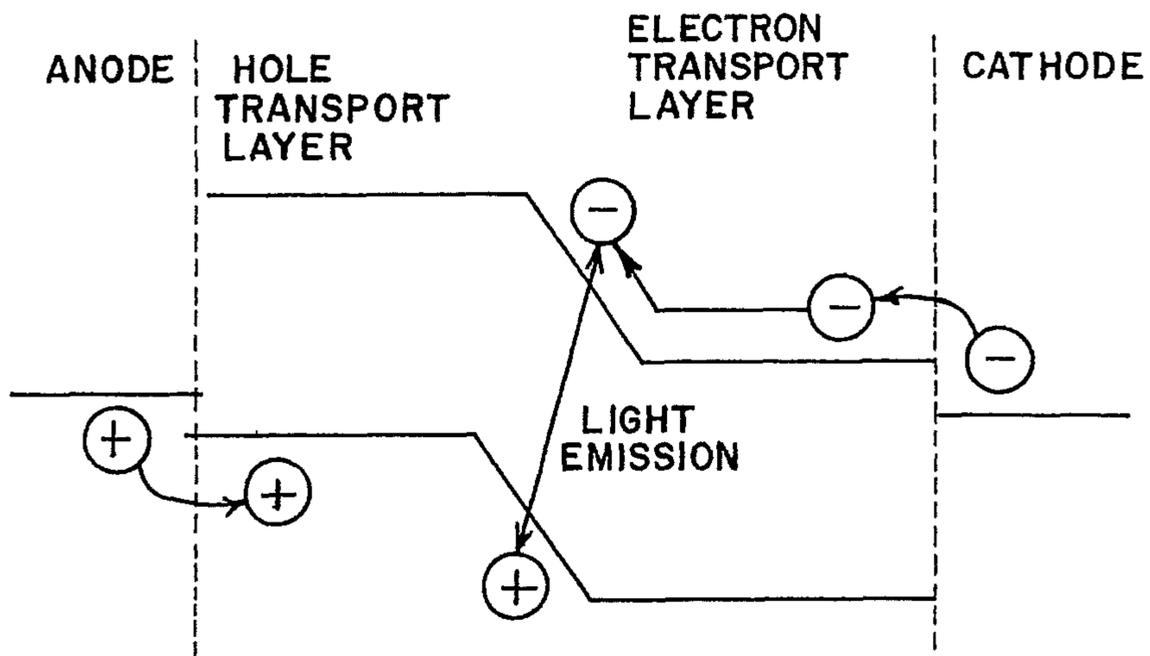 ANODE
HOLE
TRANSPORT
LAYER
ELECTRON
TRANSPORT
LAYER
CATHODE
−
−
−
LIGHT
EMISSION
+
+
+